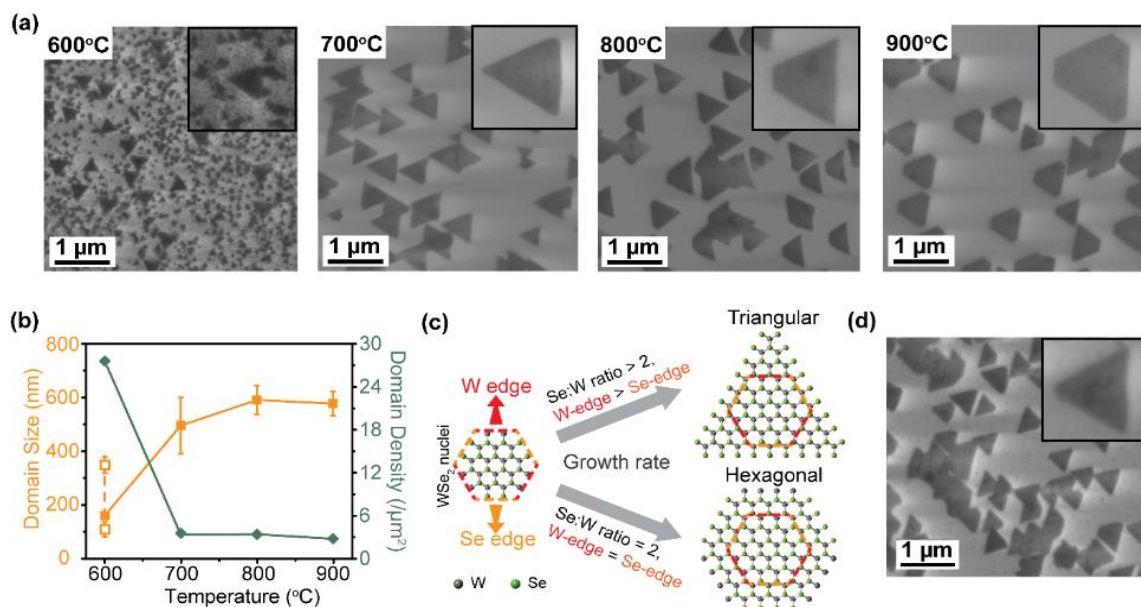 (a)
600°C
700°C
800°C
900°C
1 µm
1 µm
1 µm
1 µm
(b)
Domain Size (nm)
800
600
400
200
0
600
700
800
900
Temperature (°C)
30
24
18
12
6
0
Domain Density (/µm²)
(c)
W edge
WSe₂ nuclei
Se edge
W
Se
Se:W ratio > 2,
W-edge > Se-edge
Growth rate
Se:W ratio = 2,
W-edge = Se-edge
Triangular
Hexagonal
(d)
1 µm